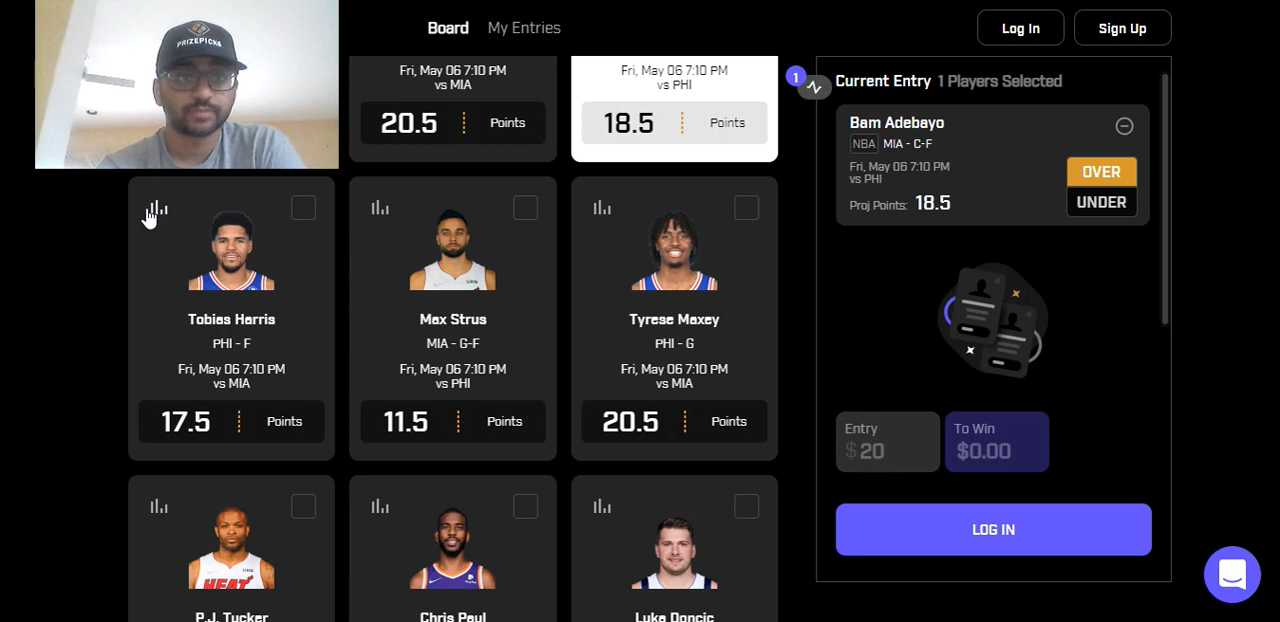 PRIZEPICKS
Board
My Entries
Log In
Sign Up
Fri, May 06 7:10 PM
vs MIA
20.5
Points
Fri, May 06 7:10 PM
vs PHI
18.5
Points
Tobias Harris
PHI - F
Fri, May 06 7:10 PM
vs MIA
17.5
Points
Max Strus
MIA - G-F
Fri, May 06 7:10 PM
vs PHI
11.5
Points
Tyrese Maxey
PHI - G
Fri, May 06 7:10 PM
vs MIA
20.5
Points
HEAT
P.J. Tucker
Chris Paul
Luka Doncic
1
Current Entry 1 Players Selected
Bam Adebayo
NBA MIA - C-F
Fri, May 06 7:10 PM
vs PHI
Proj Points: 18.5
OVER
UNDER
Entry
$ 20
To Win
$0.00
LOG IN